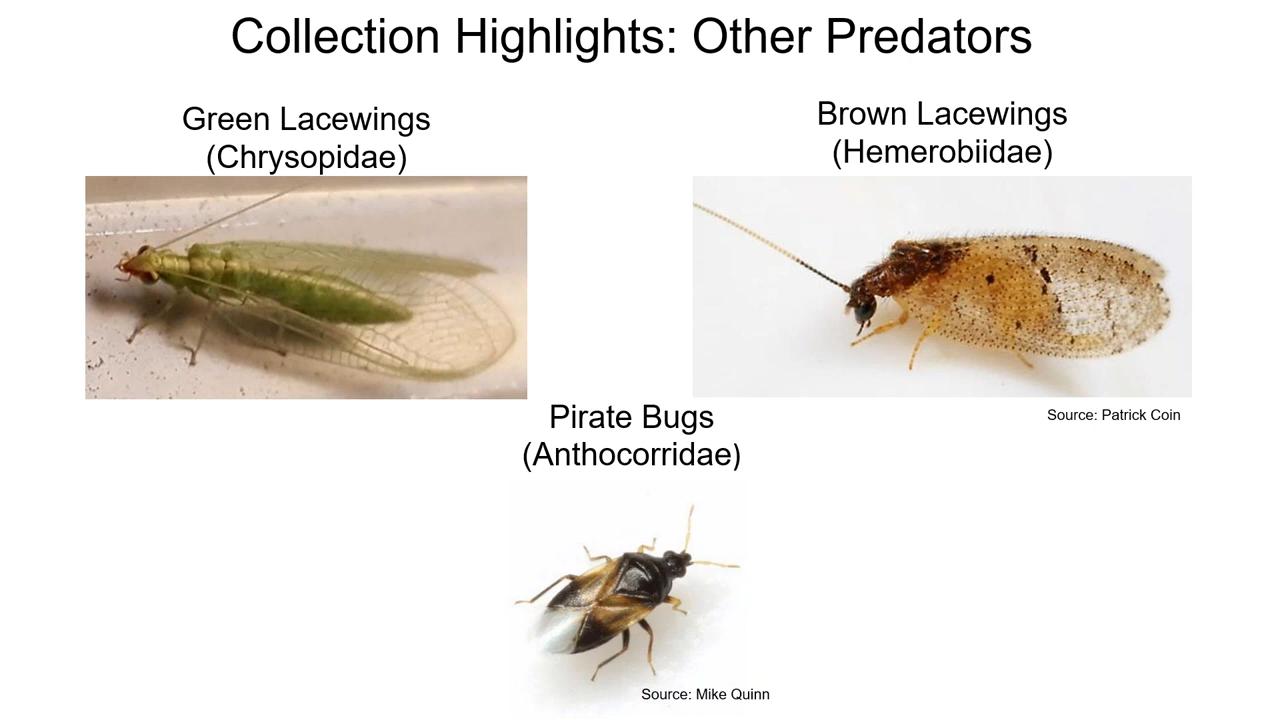 Collection Highlights: Other Predators
Green Lacewings
(Chrysopidae)
Brown Lacewings
(Hemerobiidae)
Source: Patrick Coin
Pirate Bugs
(Anthocorridae)
Source: Mike Quinn